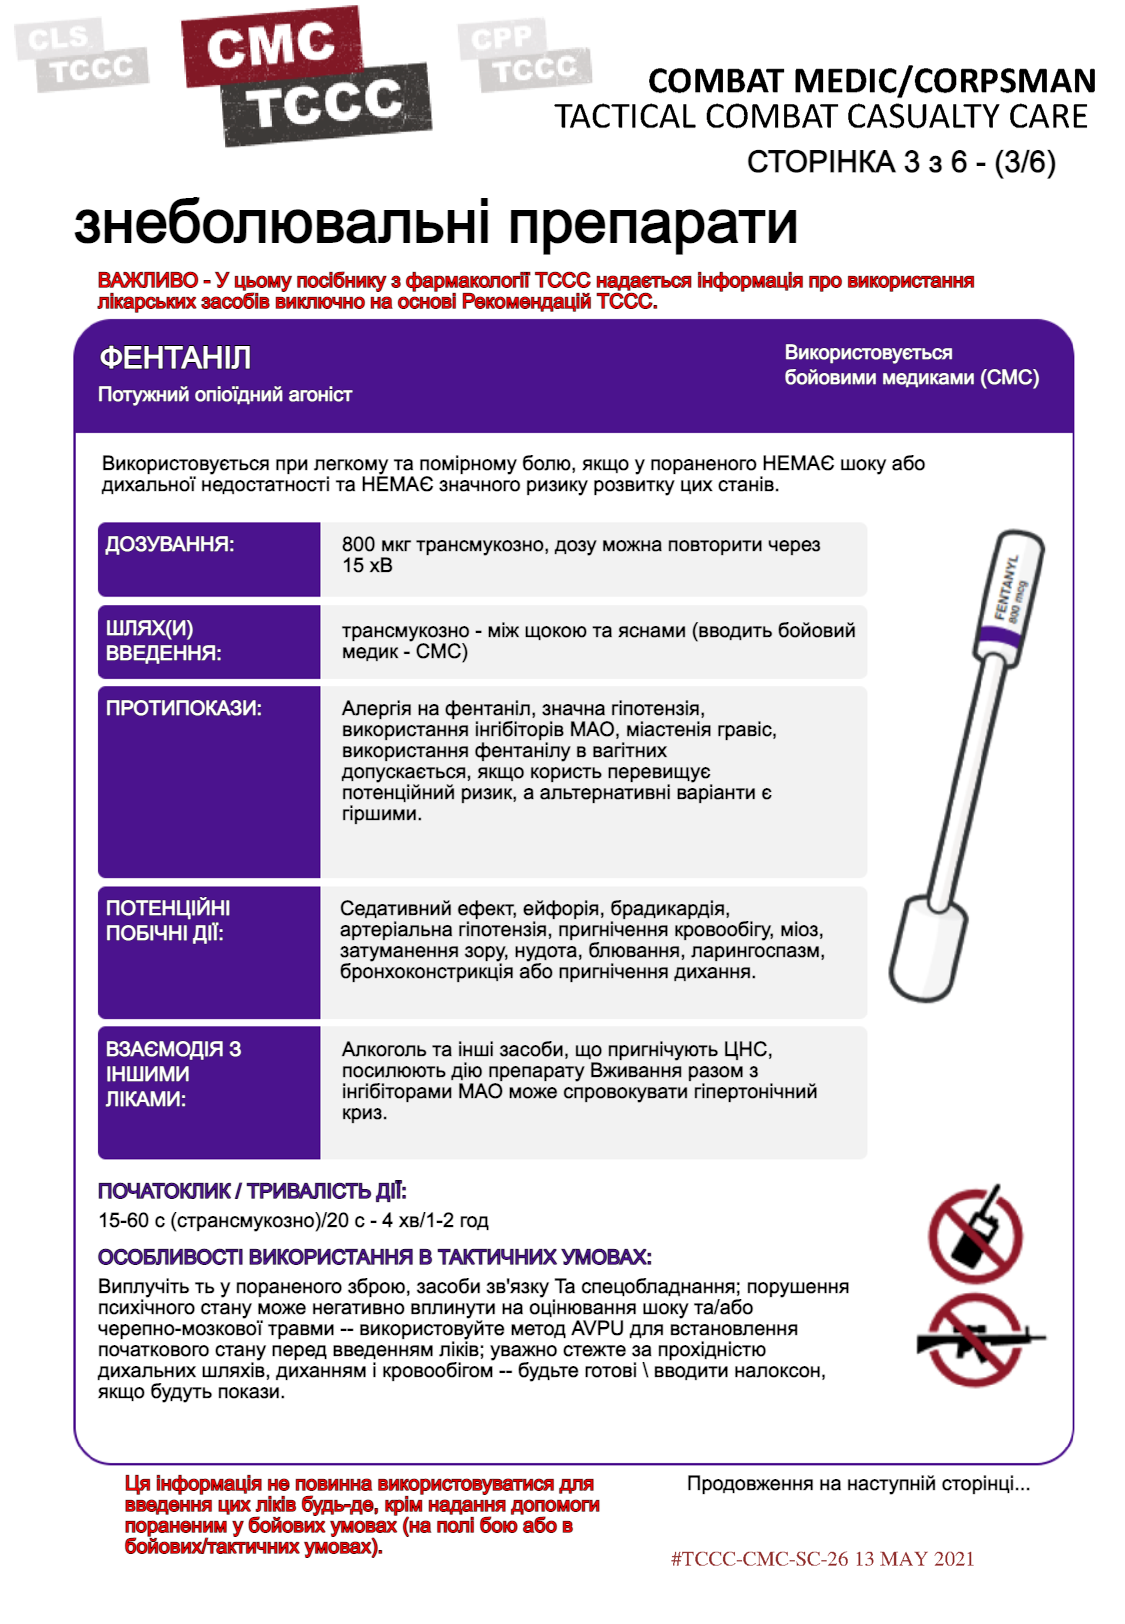 CLS
TCCC
CMC
TCCC
CPP
TCCC
COMBAT MEDIC/CORPSMAN
TACTICAL COMBAT CASUALTY CARE
СТОРІНКА 3 з 6 - (3/6)
знеболювальні препарати
ВАЖЛИВО - У цьому посібнику з фармакології ТССС надається інформація про використання
лікарських засобів виключно на основі Рекомендацій ТССС.
ФЕНТАНІЛ
Потужний опіоїдний агоніст
Використовується
бойовими медиками (СМС)
Використовується при легкому та помірному болю, якщо у пораненого НЕМАЄ шоку або
дихальної недостатності та НЕМАЄ значного ризику розвитку цих станів.
ДОЗУВАННЯ:
800 мкг трансмукозно, дозу можна повторити через
15 хВ
ШЛЯХ(И)
ВВЕДЕННЯ:
трансмукозно - між щокою та яснами (вводить бойовий
медик - СМС)
ПРОТИПОКАЗИ:
Алергія на фентаніл, значна гіпотензія,
використання інгібіторів МАО, міастенія гравіс,
використання фентанілу в вагітних
допускається, якщо користь перевищує
потенційний ризик, а альтернативні варіанти є
гіршими.
ПОТЕНЦІЙНІ
ПОБІЧНІ ДІЇ:
Седативний ефект, ейфорія, брадикардія,
артеріальна гіпотензія, пригнічення кровообігу, міоз,
затуманення зору, нудота, блювання, ларингоспазм,
бронхоконстрикція або пригнічення дихання.
ВЗАЄМОДІЯ З
ІНШИМИ
ЛІКАМИ:
Алкоголь та інші засоби, що пригнічують ЦНС,
посилюють дію препарату Вживання разом з
інгібіторами МАО може спровокувати гіпертонічний
криз.
FENTANYL
800 mcg
ПОЧАТОКЛИК / ТРИВАЛІСТЬ ДІЇ:
15-60 с (странсмукозно)/20 с - 4 хв/1-2 год
ОСОБЛИВОСТІ ВИКОРИСТАННЯ В ТАКТИЧНИХ УМОВАХ:
Виплучіть ть у пораненого зброю, засоби зв'язку Та спецобладнання; порушення
психічного стану може негативно вплинути на оцінювання шоку та/або
черепно-мозкової травми -- використовуйте метод AVPU для встановлення
початкового стану перед введенням ліків; уважно стежте за прохідністю
дихальних шляхів, диханням і кровообігом -- будьте готові \ вводити налоксон,
якщо будуть покази.
Ця інформація не повинна використовуватися для
введення цих ліків будь-де, крім надання допомоги
пораненим у бойових умовах (на полі бою або в
бойових/тактичних умовах).
Продовження на наступній сторінці...
#TCCC-CMC-SC-26 13 MAY 2021